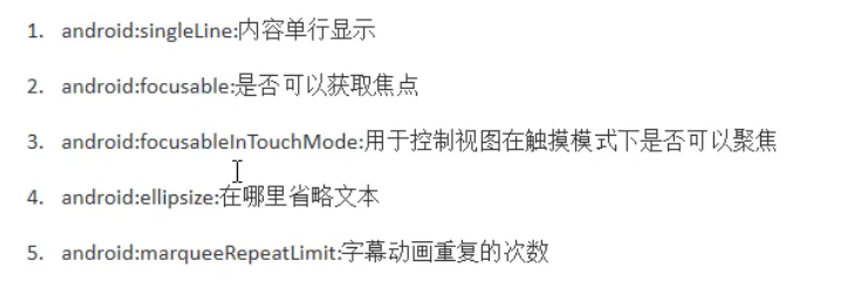 1. android:singleLine:内容单行显示
2. android:focusable:是否可以获取焦点
3. android:focusableInTouchMode:用于控制视图在触摸模式下是否可以聚焦
4. android:ellipsize:在哪里省略文本
5. android:marqueeRepeatLimit:字幕动画重复的次数